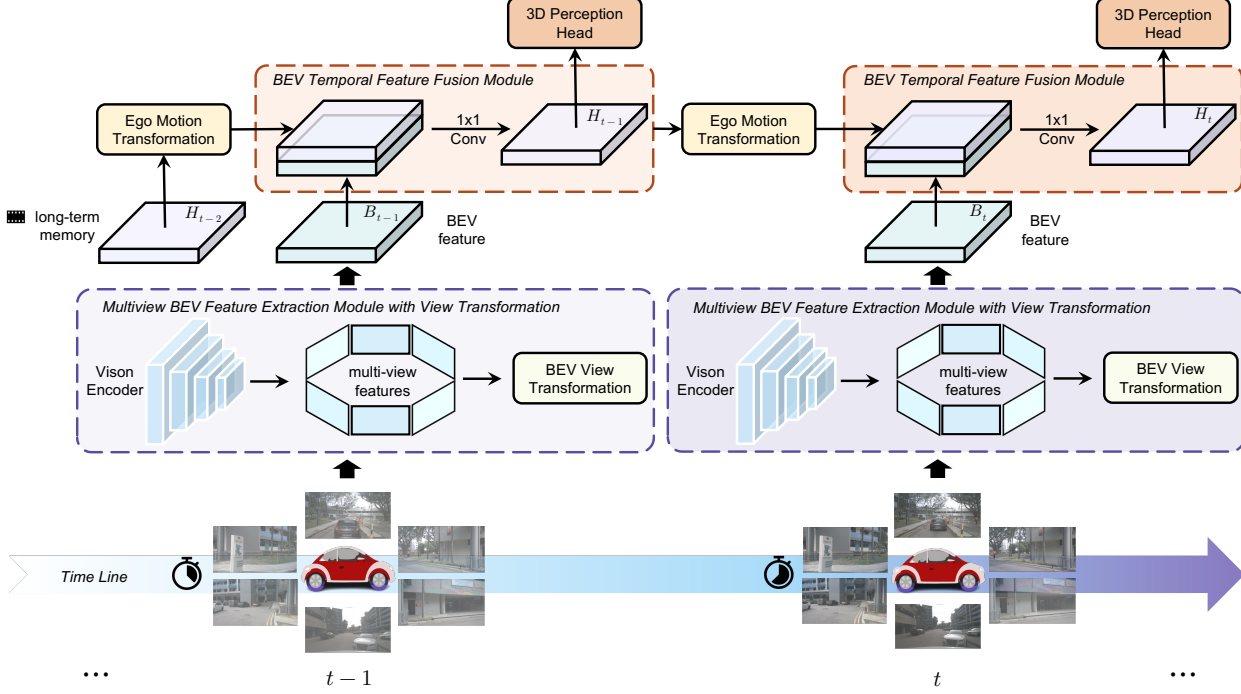 3D Perception
Head
3D Perception
Head
BEV Temporal Feature Fusion Module
BEV Temporal Feature Fusion Module
Ego Motion
Transformation
1x1
Conv
H_{t-1}
Ego Motion
Transformation
1x1
Conv
H_t
long-term
memory
H_{t-2}
B_{t-1}
BEV
feature
B_t
BEV
feature
Multiview BEV Feature Extraction Module with View Transformation
Multiview BEV Feature Extraction Module with View Transformation
Vison
Encoder
multi-view
features
BEV View
Transformation
Vison
Encoder
multi-view
features
BEV View
Transformation
Time Line
...
t - 1
t
...